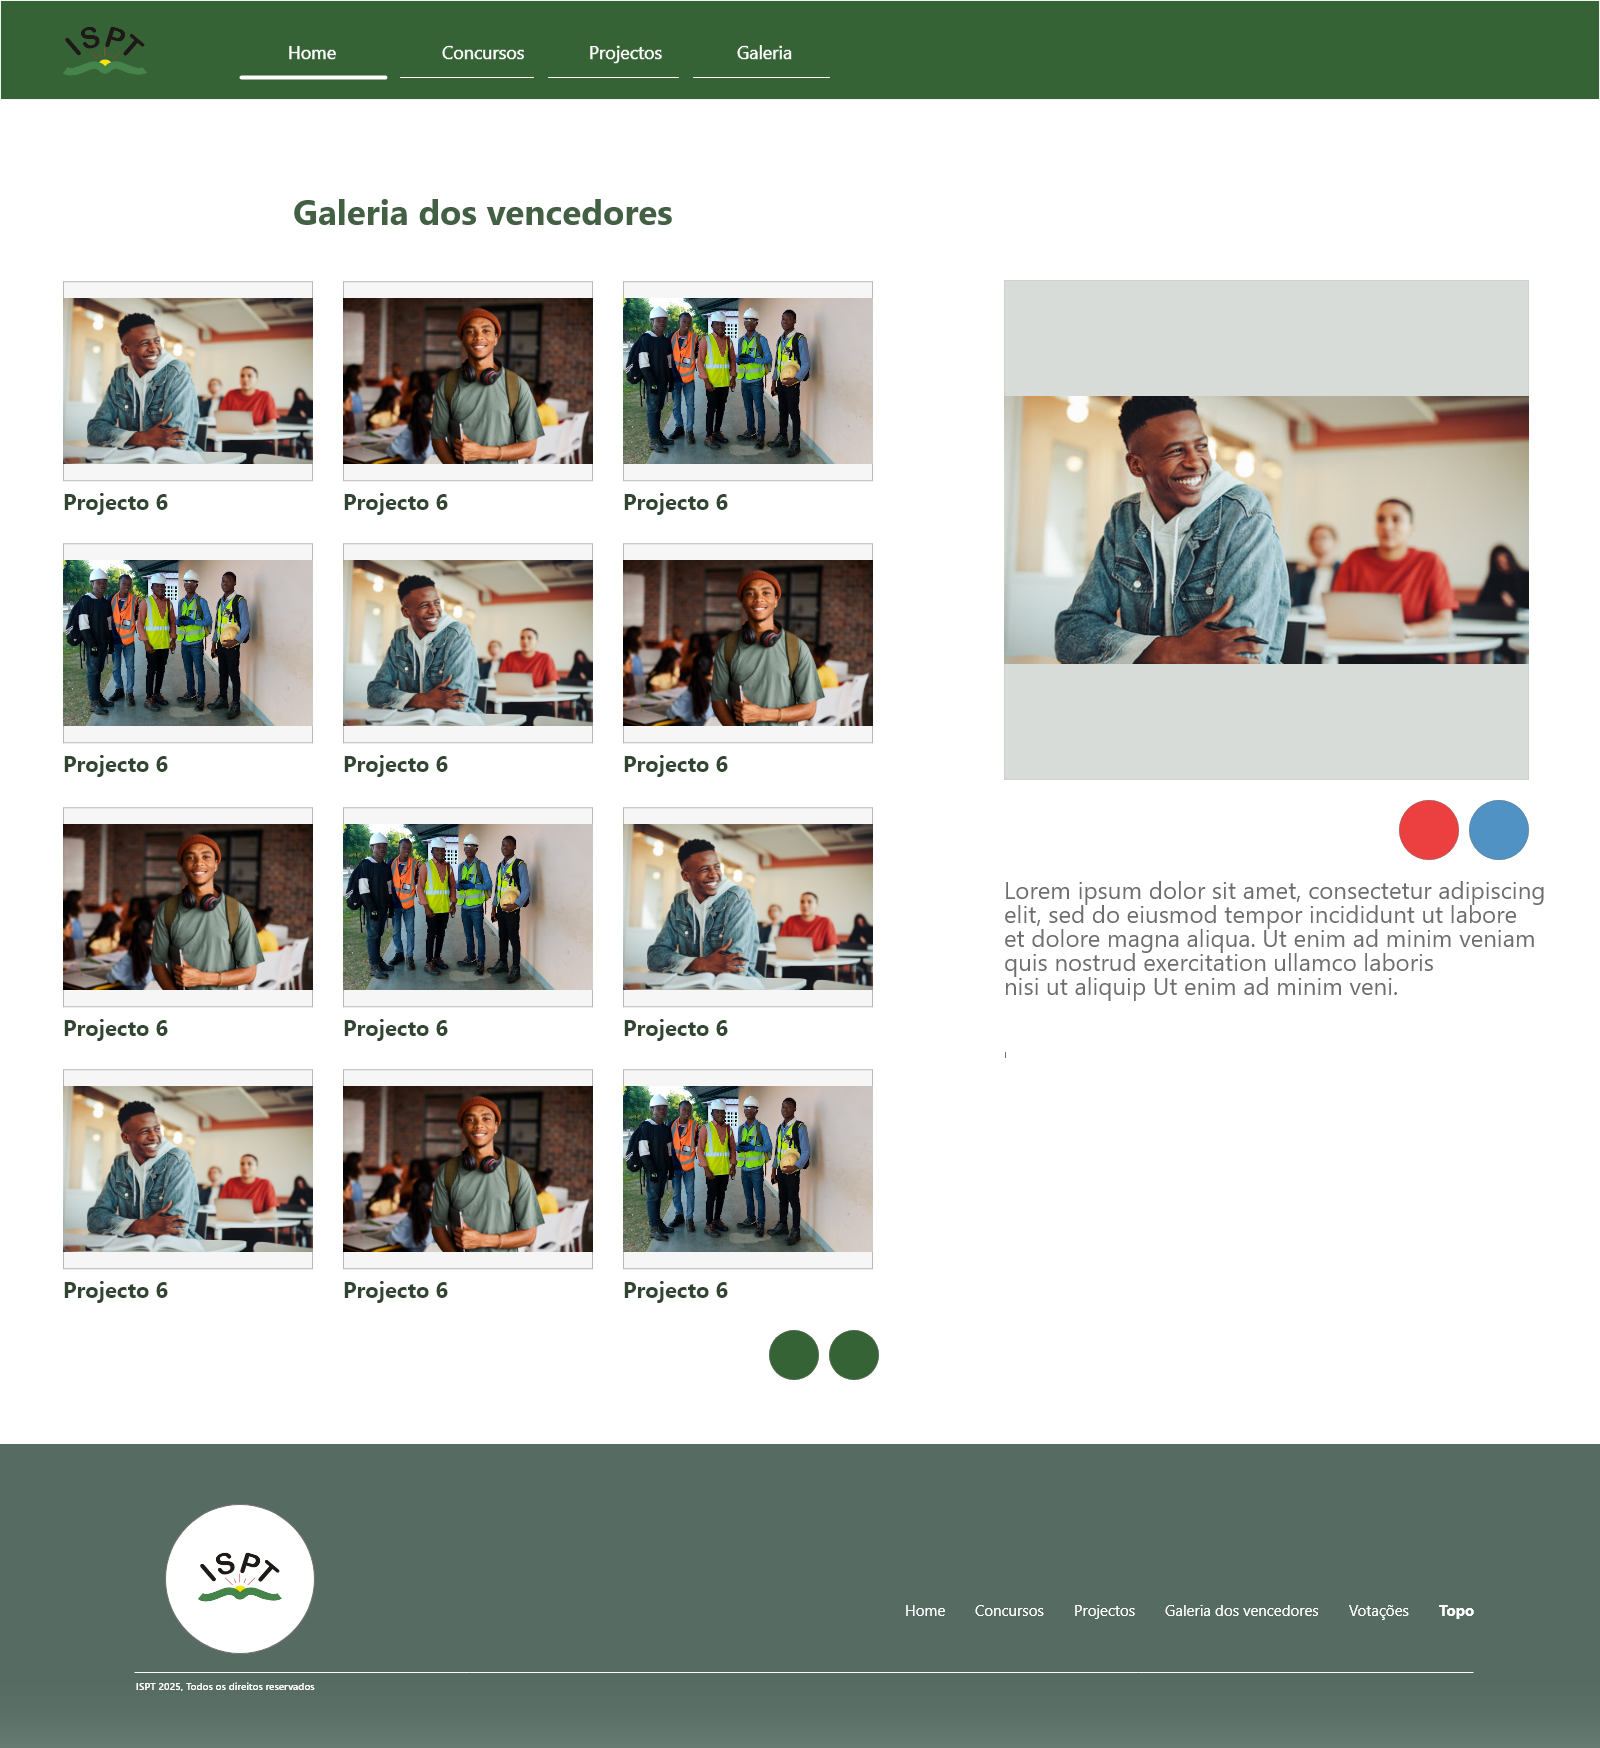 ISPT
Home
Concursos
Projectos
Galeria
Galeria dos vencedores
Projecto 6
Projecto 6
Projecto 6
Projecto 6
Projecto 6
Projecto 6
Projecto 6
Projecto 6
Projecto 6
Projecto 6
Projecto 6
Projecto 6
Lorem ipsum dolor sit amet, consectetur adipiscing
elit, sed do eiusmod tempor incididunt ut labore
et dolore magna aliqua. Ut enim ad minim veniam
quis nostrud exercitation ullamco laboris
nisi ut aliquip Ut enim ad minim veni.
ISPT
Home
Concursos
Projectos
Galeria dos vencedores
Votações
Topo
ISPT 2025, Todos os direitos reservados